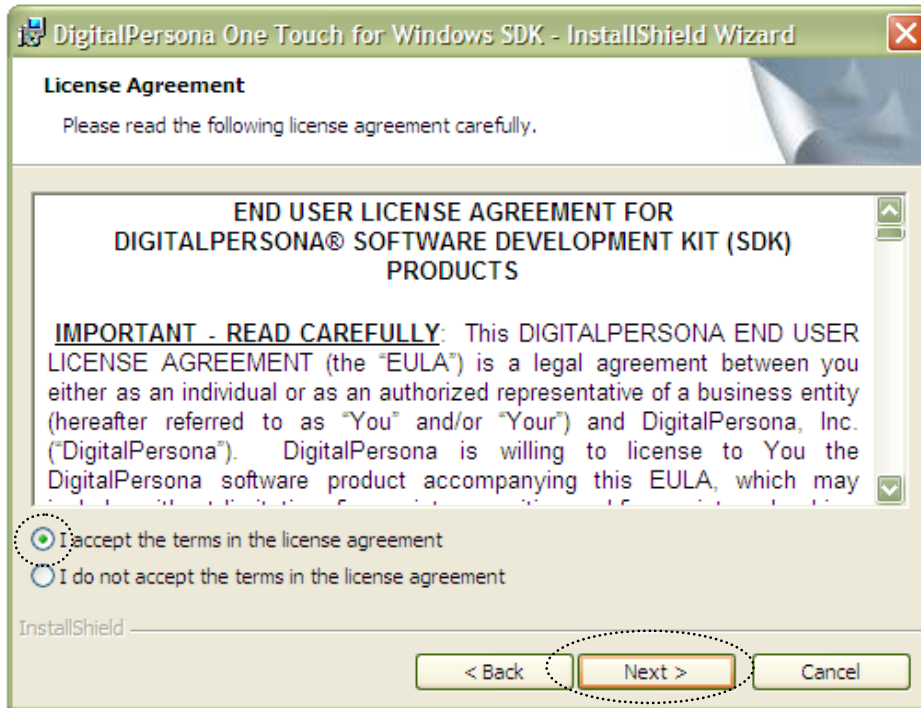 DigitalPersona One Touch for Windows SDK - InstallShield Wizard
License Agreement
Please read the following license agreement carefully.
END USER LICENSE AGREEMENT FOR
DIGITALPERSONA® SOFTWARE DEVELOPMENT KIT (SDK)
PRODUCTS
IMPORTANT - READ CAREFULLY: This DIGITALPERSONA END USER
LICENSE AGREEMENT (the “EULA”) is a legal agreement between you
either as an individual or as an authorized representative of a business entity
(hereafter referred to as “You” and/or “Your”) and DigitalPersona, Inc.
(“DigitalPersona”). DigitalPersona is willing to license to You the
DigitalPersona software product accompanying this EULA, which may
I accept the terms in the license agreement
I do not accept the terms in the license agreement
InstallShield
< Back Next > Cancel